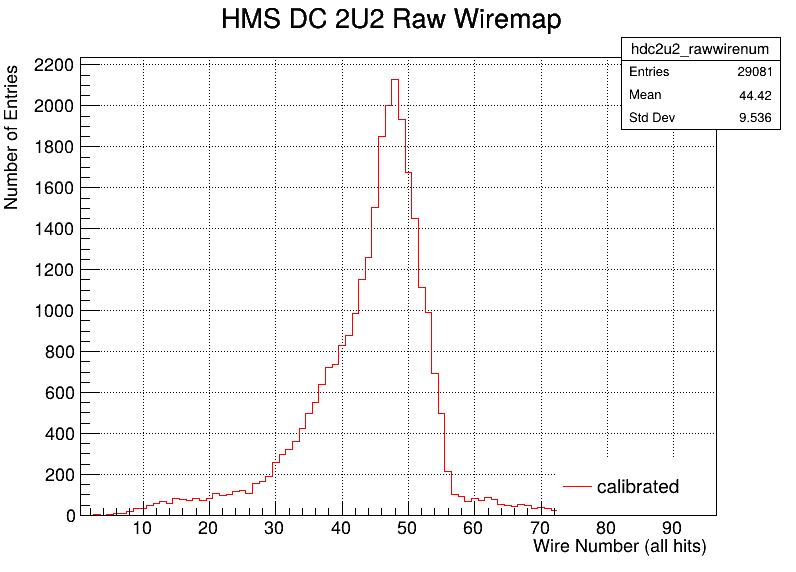 HMS DC 2U2 Raw Wiremap
hdc2u2_rawwirenum
Entries 29081
Mean 44.42
Std Dev 9.536
Number of Entries
2200
2000
1800
1600
1400
1200
1000
800
600
400
200
0
calibrated
10 20 30 40 50 60 70 80 90
Wire Number (all hits)